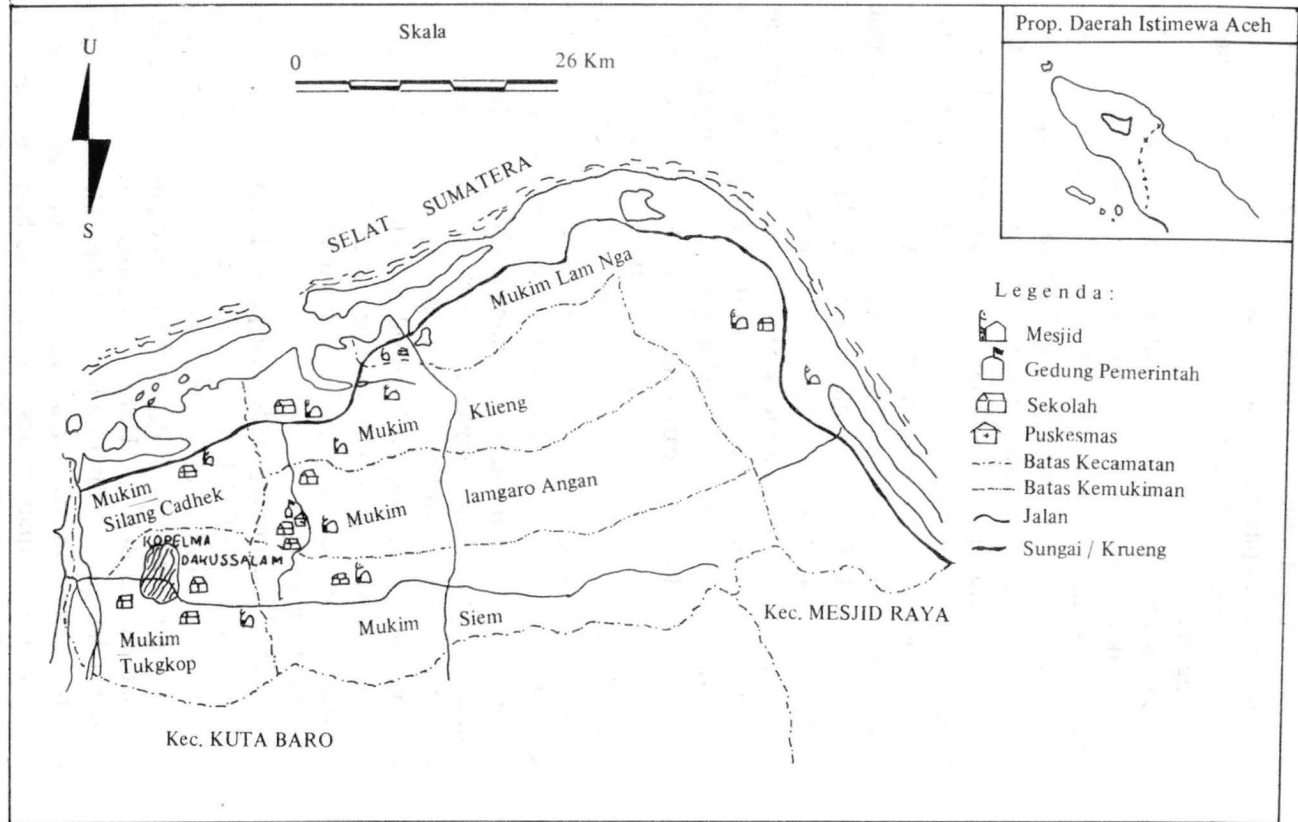 Skala
0 26 Km
U
S
Prop. Daerah Istimewa Aceh
SELAT SUMATERA
Mukim Lam Nga
Mukim Klieng
Mukim lamgaro Angan
Mukim
Silang Cadhek
KOPELMA
DARUSSALAM
Mukim Siem
Mukim
Tukgkop
Kec. MESJID RAYA
Kec. KUTA BARO
Legenda:
Mesjid
Gedung Pemerintah
Sekolah
Puskesmas
Batas Kecamatan
Batas Kemukiman
Jalan
Sungai / Krueng